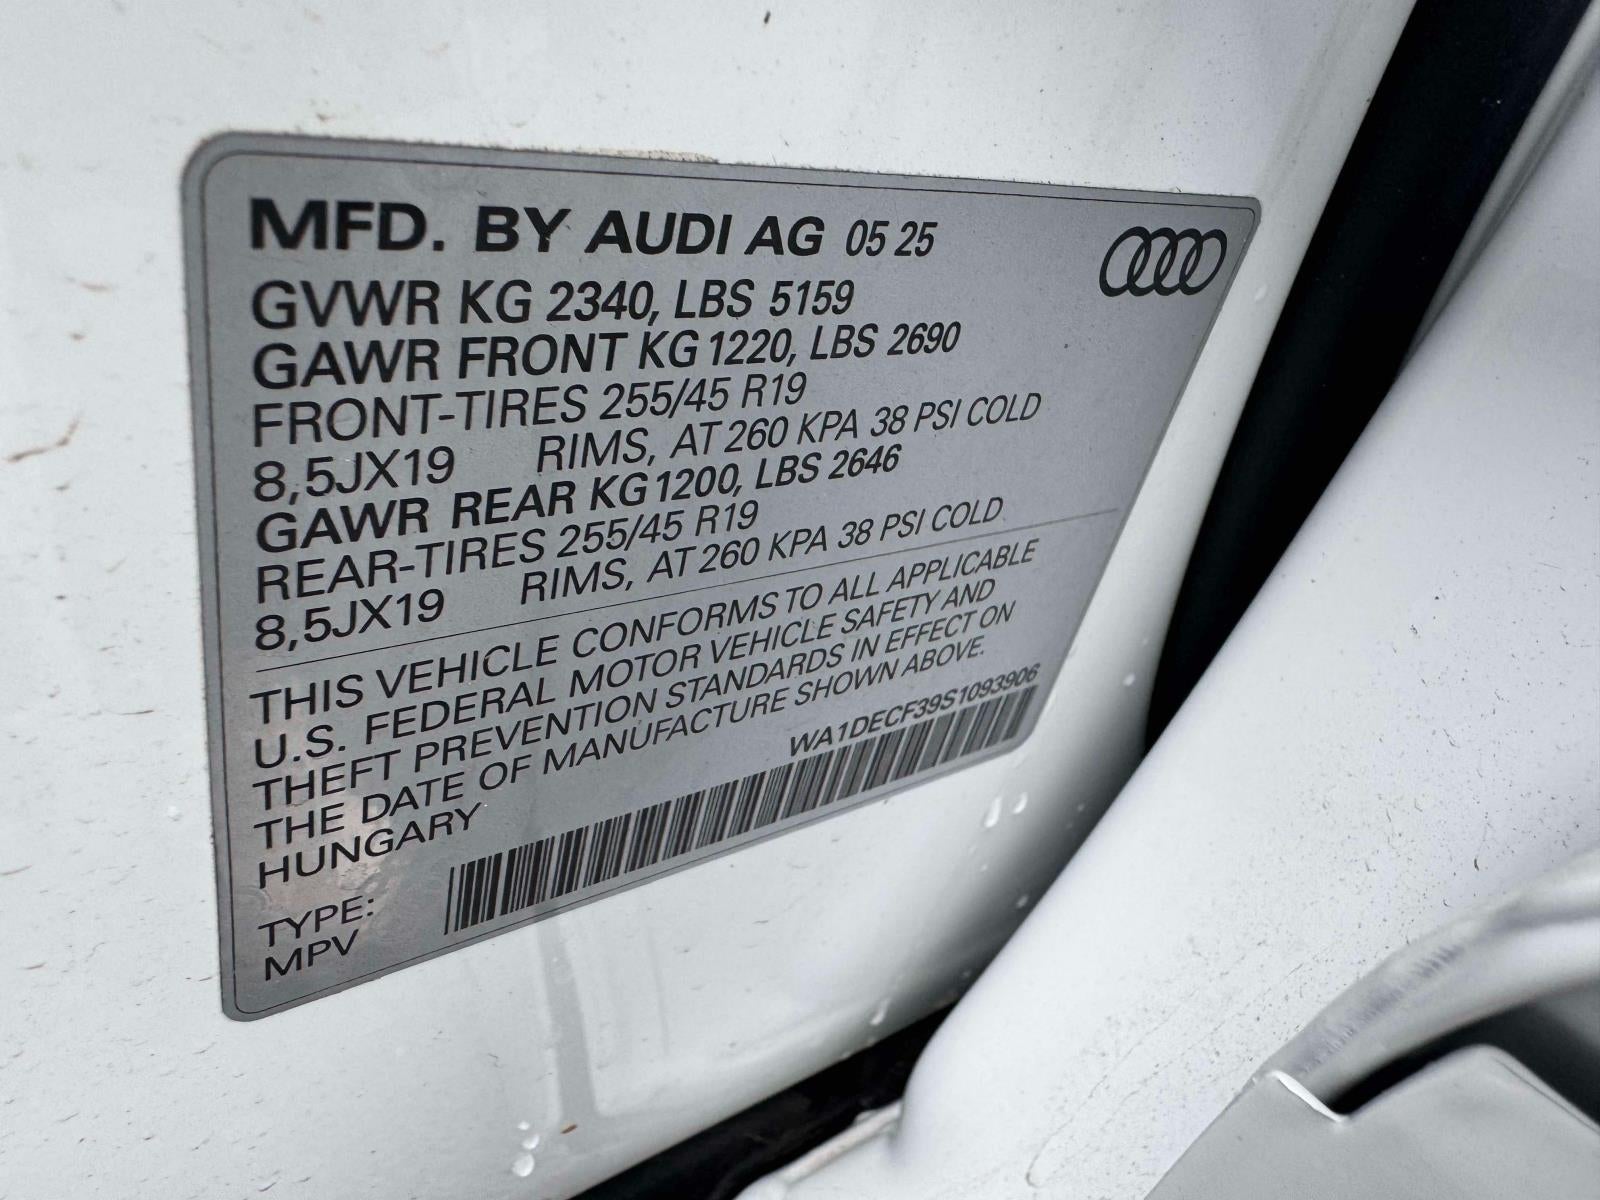 MFD. BY AUDI AG 05 25
GVWR KG 2340, LBS 5159
GAWR FRONT KG 1220, LBS 2690
FRONT-TIRES 255/45 R19
8,5JX19 RIMS, AT 260 KPA 38 PSI COLD
GAWR REAR KG 1200, LBS 2646
REAR-TIRES 255/45 R19
8,5JX19 RIMS, AT 260 KPA 38 PSI COLD
THIS VEHICLE CONFORMS TO ALL APPLICABLE
U.S. FEDERAL MOTOR VEHICLE SAFETY AND
THEFT PREVENTION STANDARDS IN EFFECT ON
THE DATE OF MANUFACTURE SHOWN ABOVE.
HUNGARY
WA1DECF39S1093906
TYPE:
MPV